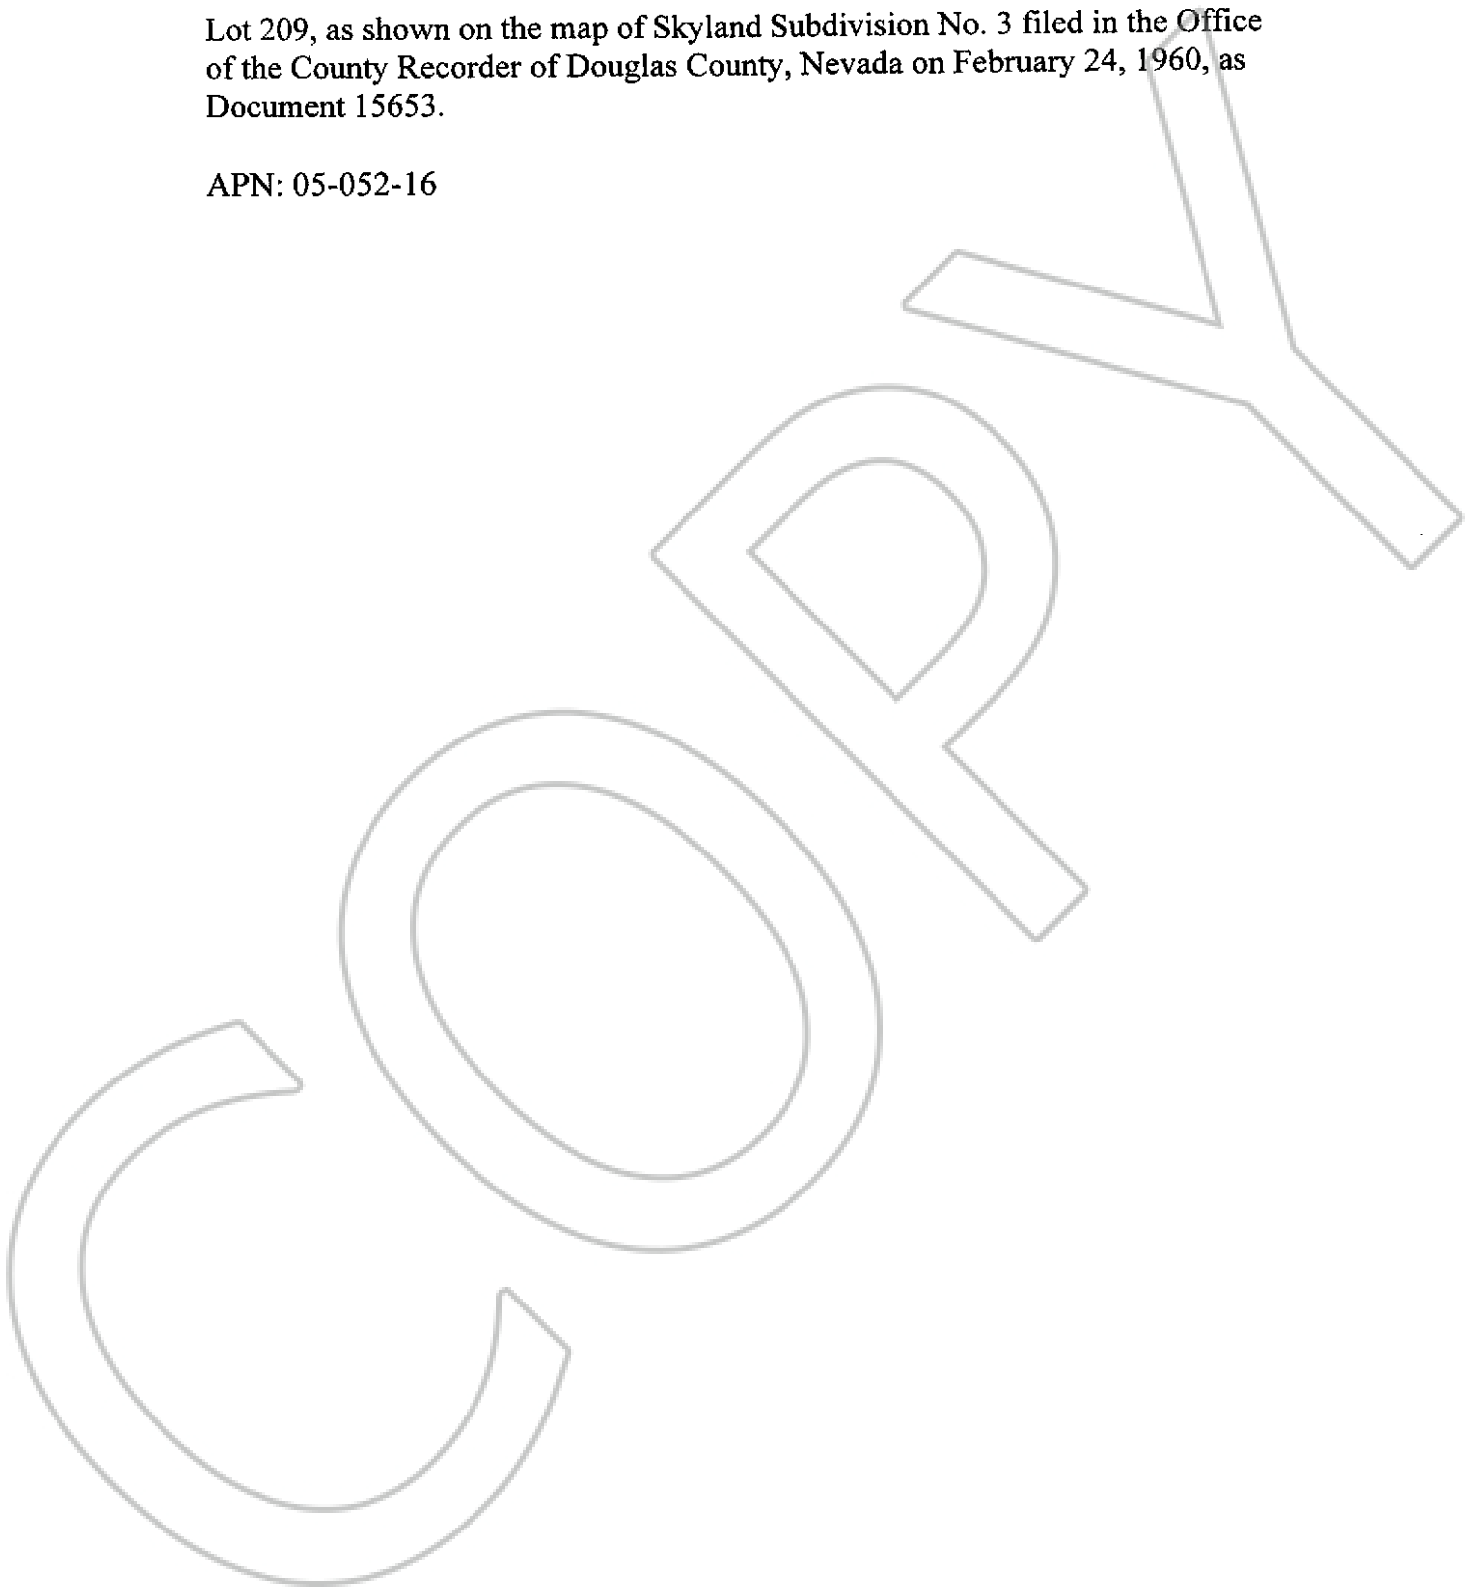 Lot 209, as shown on the map of Skyland Subdivision No. 3 filed in the Office
of the County Recorder of Douglas County, Nevada on February 24, 1960, as
Document 15653.
APN: 05-052-16
COPY